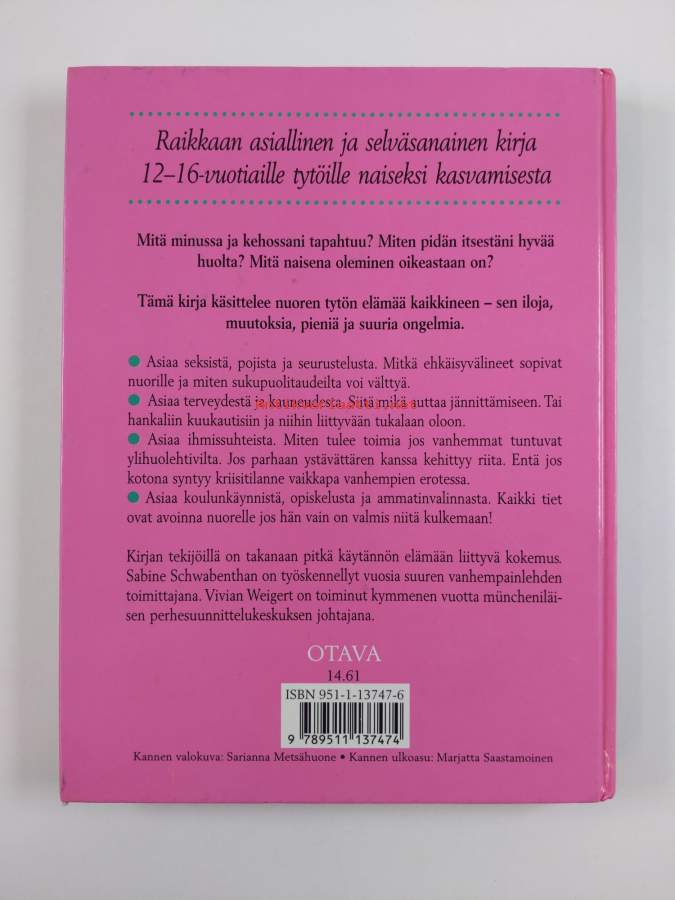 Raikkaan asiallinen ja selväsanainen kirja
12–16-vuotiaille tytöille naiseksi kasvamisesta
Mitä minussa ja kehossani tapahtuu? Miten pidän itsestäni hyvää
huolta? Mitä naisena oleminen oikeastaan on?
Tämä kirja käsittelee nuoren tytön elämää kaikkineen – sen iloja,
muutoksia, pieniä ja suuria ongelmia.
● Asiaa seksistä, pojista ja seurustelusta. Mitkä ehkäisyvälineet sopivat
nuorille ja miten sukupuolitaudeilta voi välttyä.
● Asiaa terveydestä ja kauneudesta. Siitä mikä auttaa jännittämiseen. Tai
hankaliin kuukautisiin ja niihin liittyvään tukalaan oloon.
● Asiaa ihmissuhteista. Miten tulee toimia jos vanhemmat tuntuvat
ylihuolehtivilta. Jos parhaan ystävättären kanssa kehittyy riita. Entä jos
kotona syntyy kriisitilanne vaikkapa vanhempien erotessa.
● Asiaa koulunkäynnistä, opiskelusta ja ammatinvalinnasta. Kaikki tiet
ovat avoinna nuorelle jos hän vain on valmis niitä kulkemaan!
Kirjan tekijöillä on takanaan pitkä käytännön elämään liittyvä kokemus.
Sabine Schwabenthan on työskennellyt vuosia suuren vanhempainlehden
toimittajana. Vivian Weigert on toiminut kymmenen vuotta müncheniläi-
sen perhesuunnittelukeskuksen johtajana.
OTAVA
14.61
ISBN 951-1-13747-6
9 789511 137474
Kannen valokuva: Sarianna Metsähuone • Kannen ulkoasu: Marjatta Saastamoinen